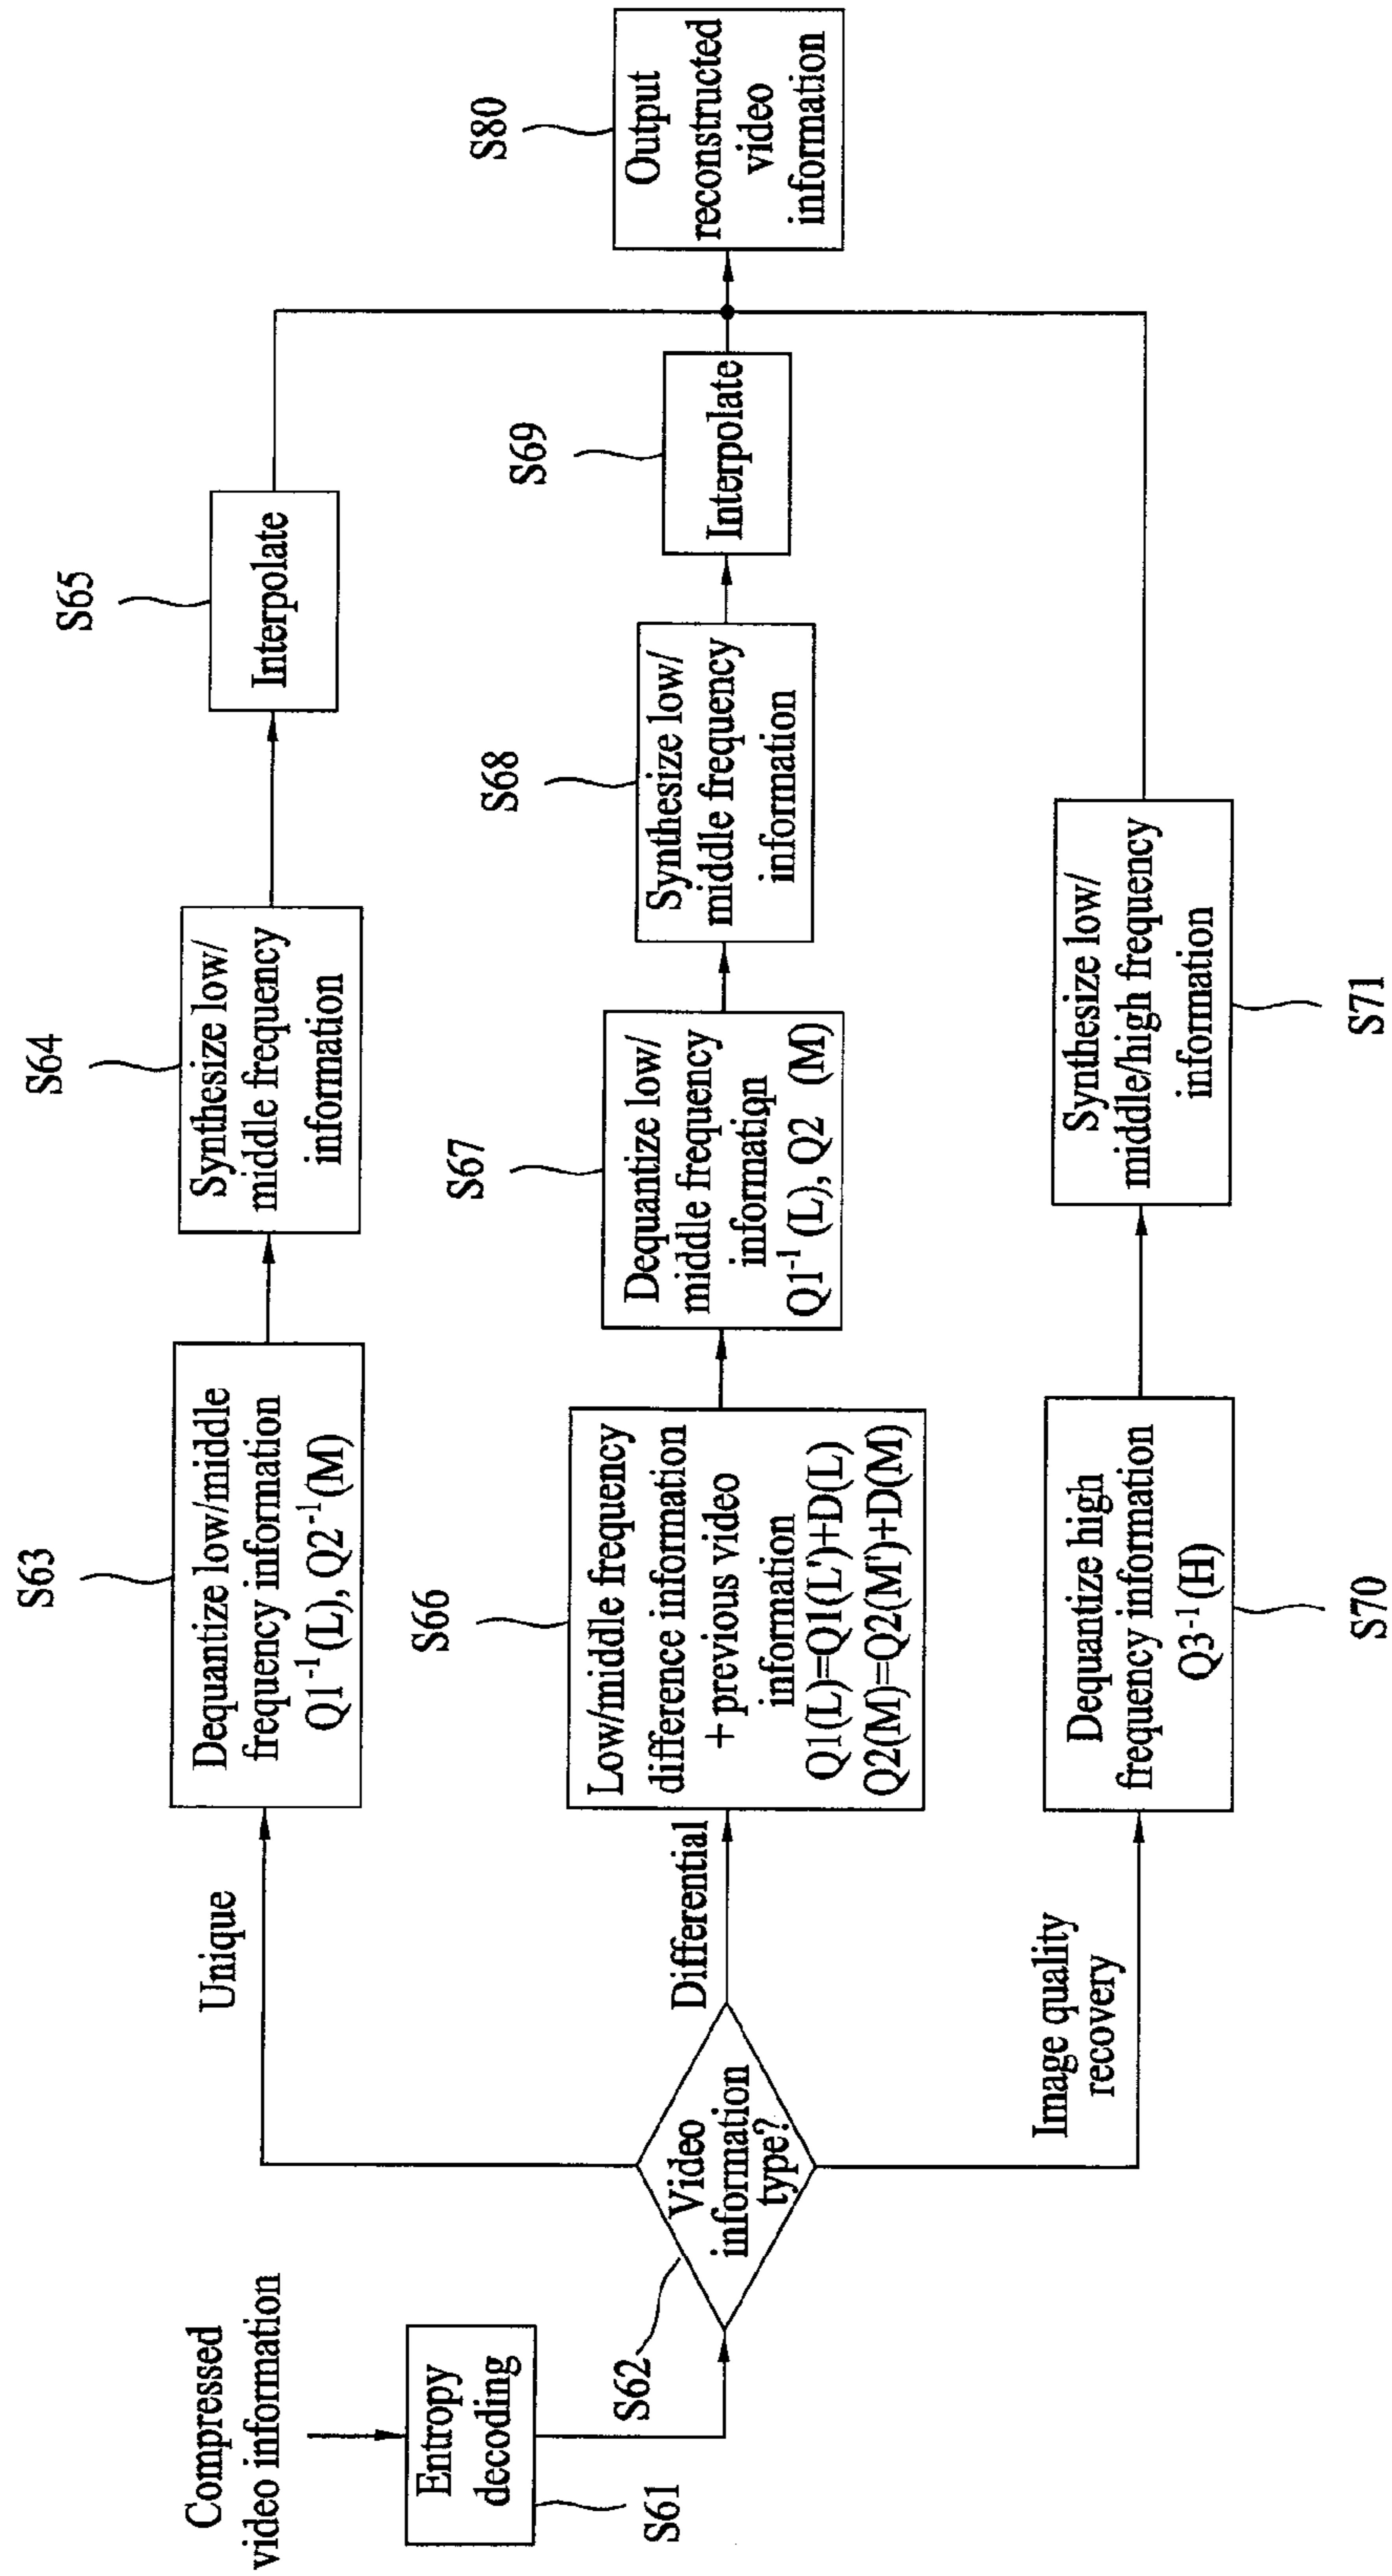 Compressed
video information
Entropy
decoding
S61
S62
Video
information
type?
Unique
Differential
Image quality
recovery
S63
Dequantize low/middle
frequency information
Q1⁻¹(L), Q2⁻¹(M)
S64
Synthesize low/
middle frequency
information
S65
Interpolate
S66
Low/middle frequency
difference information
+ previous video
information
Q1(L)=Q1(L')+D(L)
Q2(M)=Q2(M')+D(M)
S67
Dequantize low/
middle frequency
information
Q1⁻¹ (L), Q2 (M)
S68
Synthesize low/
middle frequency
information
S69
Interpolate
Dequantize high
frequency information
Q3⁻¹(H)
S70
Synthesize low/
middle/high frequency
information
S71
S80
Output
reconstructed
video
information